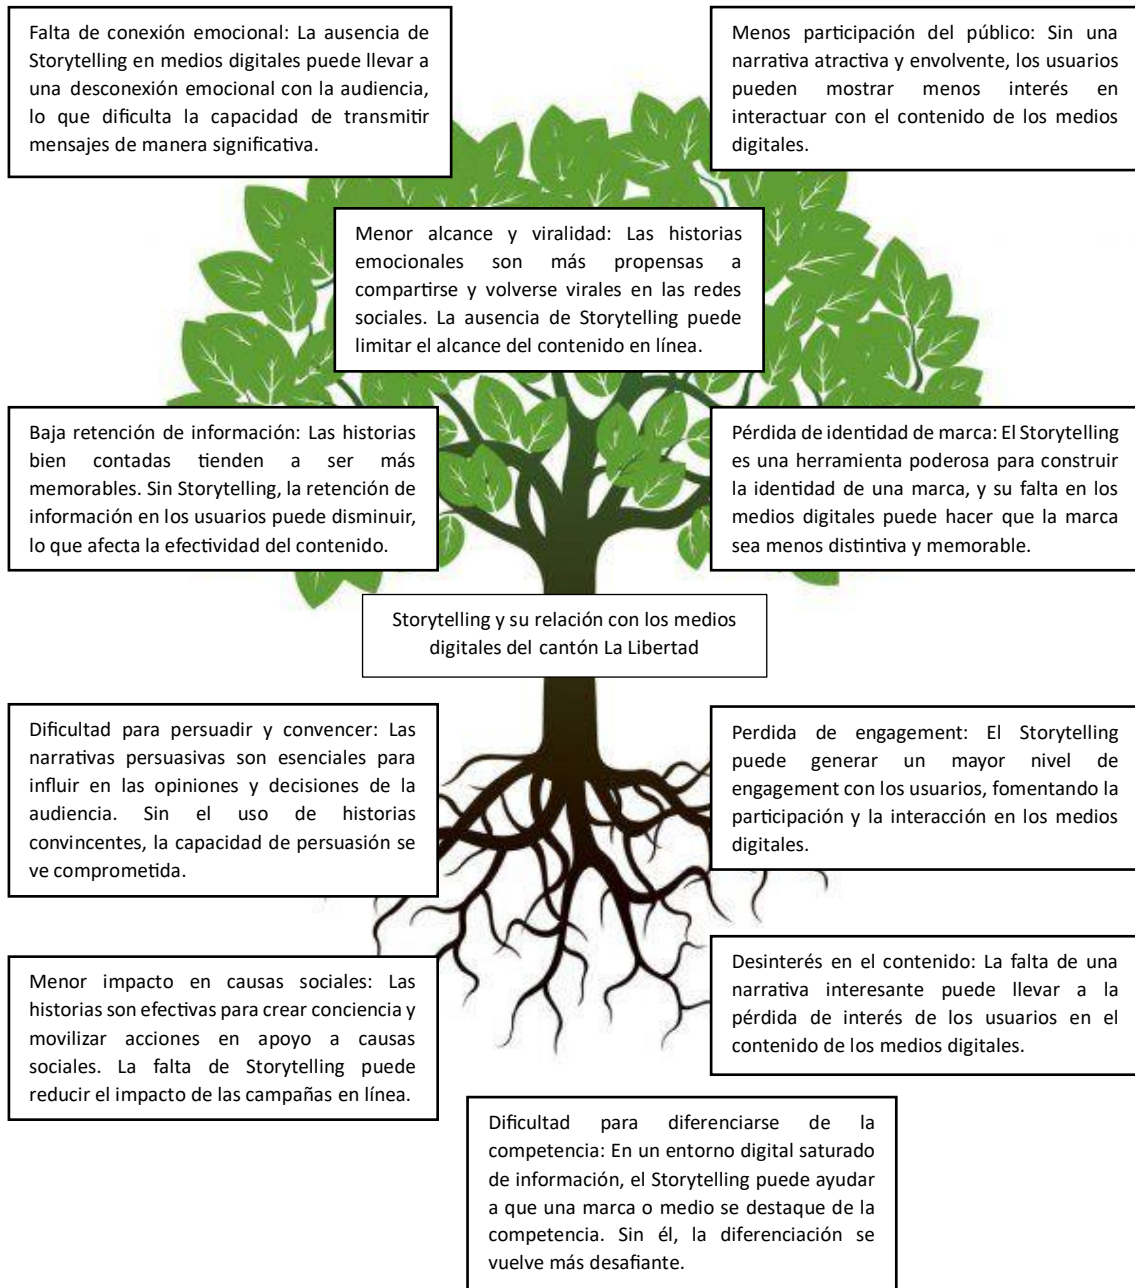 Falta de conexión emocional: La ausencia de
Storytelling en medios digitales puede llevar a
una desconexión emocional con la audiencia,
lo que dificulta la capacidad de transmitir
mensajes de manera significativa.
Menos participación del público: Sin una
narrativa atractiva y envolvente, los usuarios
pueden mostrar menos interés en
interactuar con el contenido de los medios
digitales.
Menor alcance y viralidad: Las historias
emocionales son más propensas a
compartirse y volverse virales en las redes
sociales. La ausencia de Storytelling puede
limitar el alcance del contenido en línea.
Baja retención de información: Las historias
bien contadas tienden a ser más
memorables. Sin Storytelling, la retención de
información en los usuarios puede disminuir,
lo que afecta la efectividad del contenido.
Pérdida de identidad de marca: El Storytelling
es una herramienta poderosa para construir
la identidad de una marca, y su falta en los
medios digitales puede hacer que la marca
sea menos distintiva y memorable.
Storytelling y su relación con los medios
digitales del cantón La Libertad
Dificultad para persuadir y convencer: Las
narrativas persuasivas son esenciales para
influir en las opiniones y decisiones de la
audiencia. Sin el uso de historias
convincentes, la capacidad de persuasión se
ve comprometida.
Perdida de engagement: El Storytelling
puede generar un mayor nivel de
engagement con los usuarios, fomentando la
participación y la interacción en los medios
digitales.
Menor impacto en causas sociales: Las
historias son efectivas para crear conciencia y
movilizar acciones en apoyo a causas
sociales. La falta de Storytelling puede
reducir el impacto de las campañas en línea.
Desinterés en el contenido: La falta de una
narrativa interesante puede llevar a la
pérdida de interés de los usuarios en el
contenido de los medios digitales.
Dificultad para diferenciarse de la
competencia: En un entorno digital saturado
de información, el Storytelling puede ayudar
a que una marca o medio se destaque de la
competencia. Sin él, la diferenciación se
vuelve más desafiante.